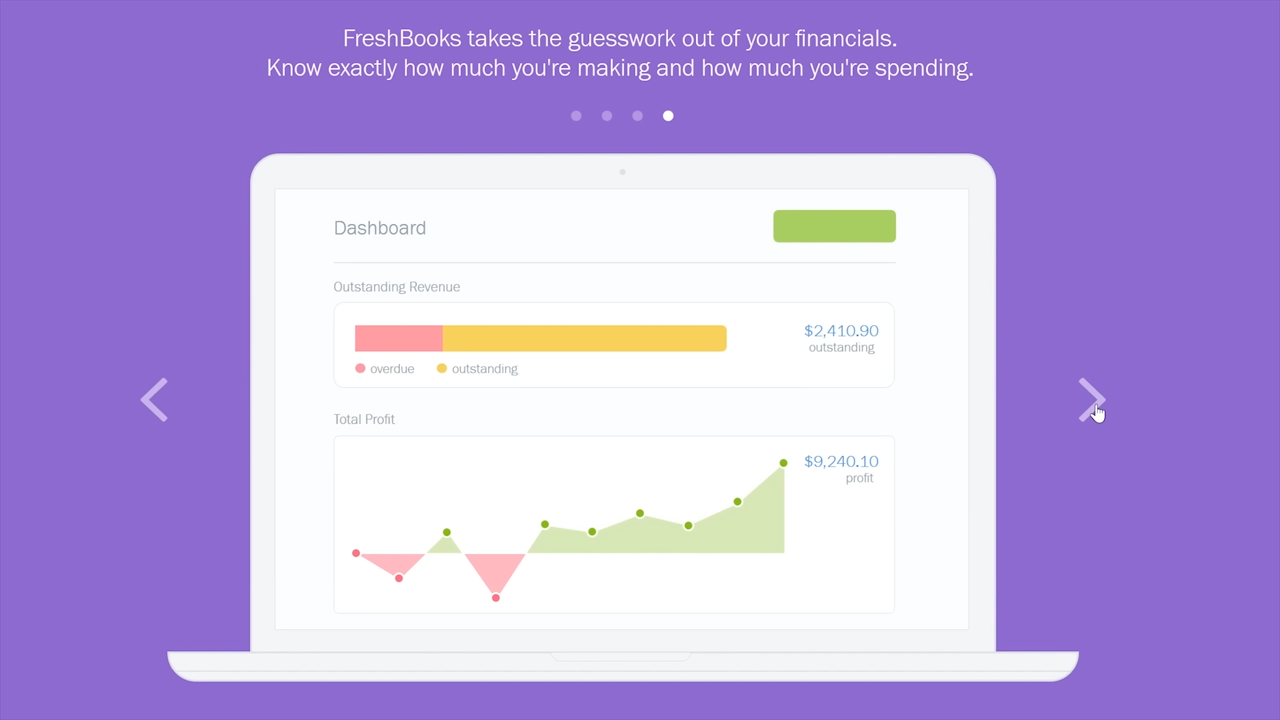 FreshBooks takes the guesswork out of your financials.
Know exactly how much you're making and how much you're spending.
Dashboard
Outstanding Revenue
$2,410.90
outstanding
overdue
outstanding
Total Profit
$9,240.10
profit